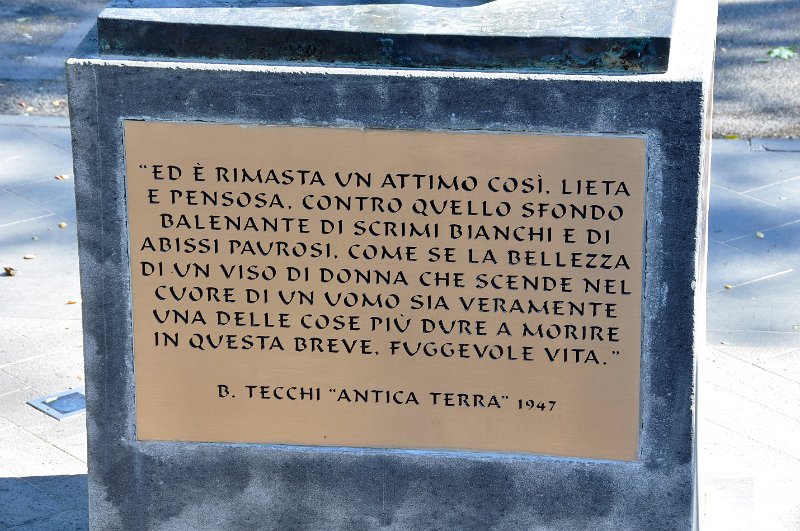 “ED È RIMASTA UN ATTIMO COSÌ, LIETA
E PENSOSA, CONTRO QUELLO SFONDO
BALENANTE DI SCRIMI BIANCHI E DI
ABISSI PAUROSI, COME SE LA BELLEZZA
DI UN VISO DI DONNA CHE SCENDE NEL
CUORE DI UN UOMO SIA VERAMENTE
UNA DELLE COSE PIÙ DURE A MORIRE
IN QUESTA BREVE, FUGGEVOLE VITA.”
B. TECCHI “ANTICA TERRA” 1947